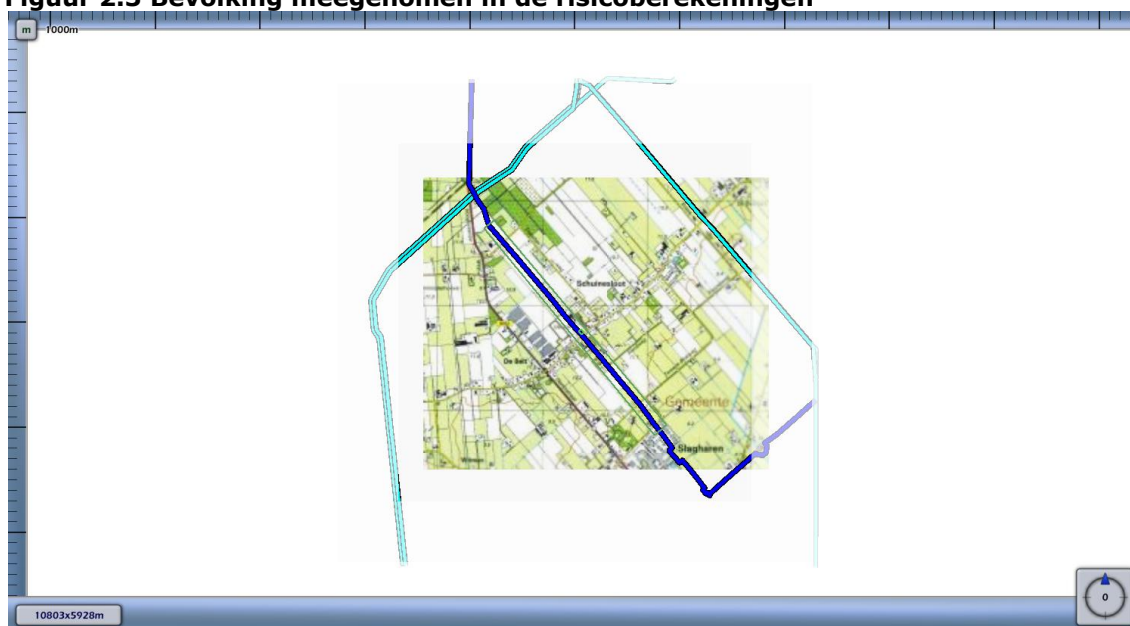 Figuur 2.3 Bevolking meegenomen in de risicoberekeningen
m
1000m
Schuinesloot
De Belt
Gemeente
Slagharen
10803x5928m
0